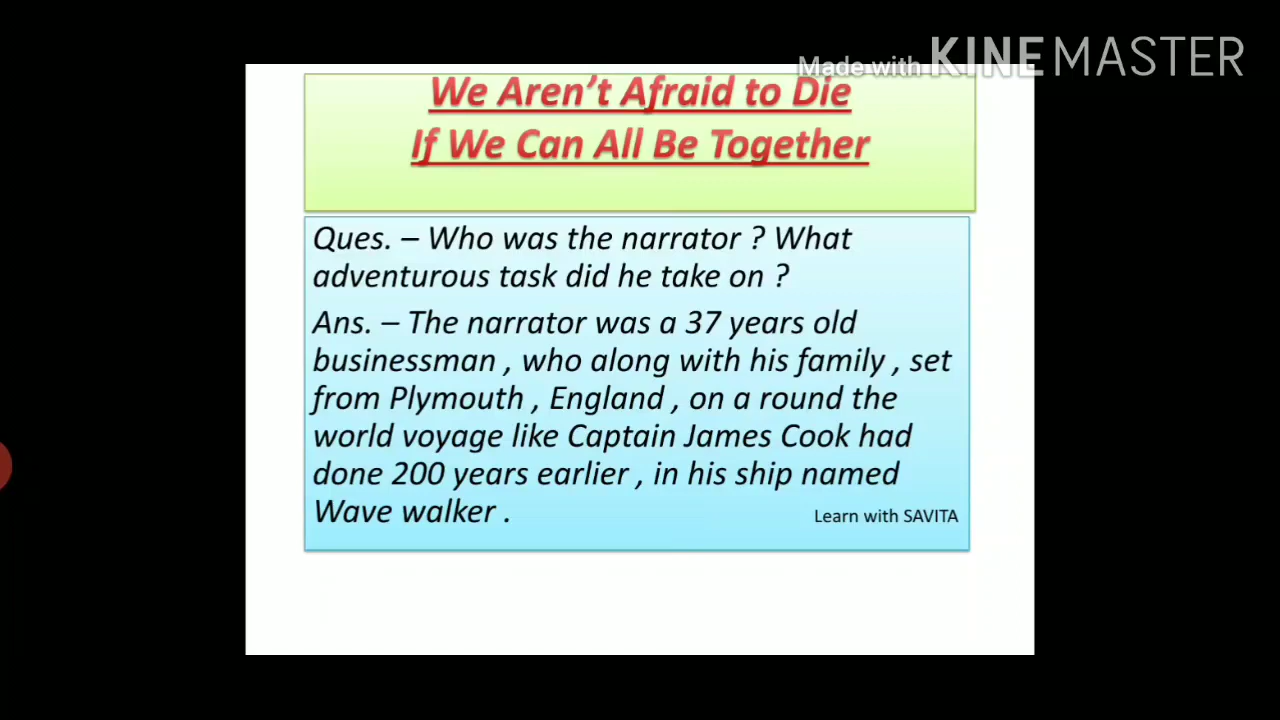 Made with KINEMASTER
We Aren't Afraid to Die
If We Can All Be Together
Ques. – Who was the narrator ? What
adventurous task did he take on ?
Ans. – The narrator was a 37 years old
businessman , who along with his family , set
from Plymouth , England , on a round the
world voyage like Captain James Cook had
done 200 years earlier , in his ship named
Wave walker .
Learn with SAVITA